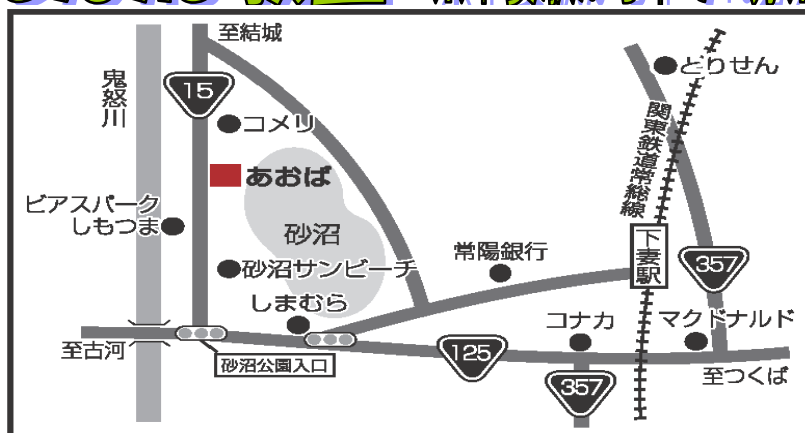 至結城
鬼怒川
15
コメリ
とりせん
関東鉄道常総線
あおば
ビアスパーク
しもつま
砂沼
砂沼サンビーチ
常陽銀行
下妻駅
357
しまむら
コナカ
マクドナルド
至古河
砂沼公園入口
125
357
至つくば